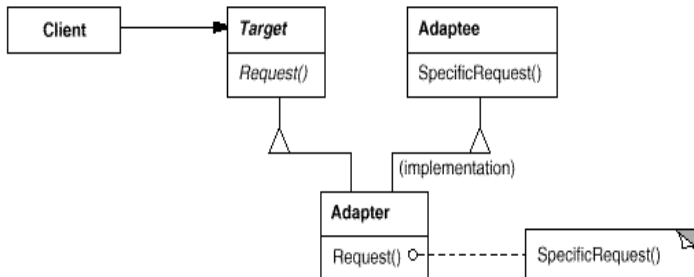 Client
Target
Request()
Adaptee
SpecificRequest()
(implementation)
Adapter
Request()
SpecificRequest()